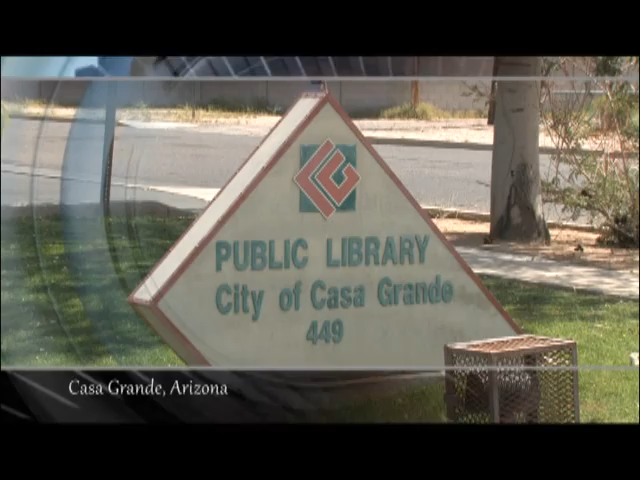 PUBLIC LIBRARY
City of Casa Grande
449
Casa Grande, Arizona